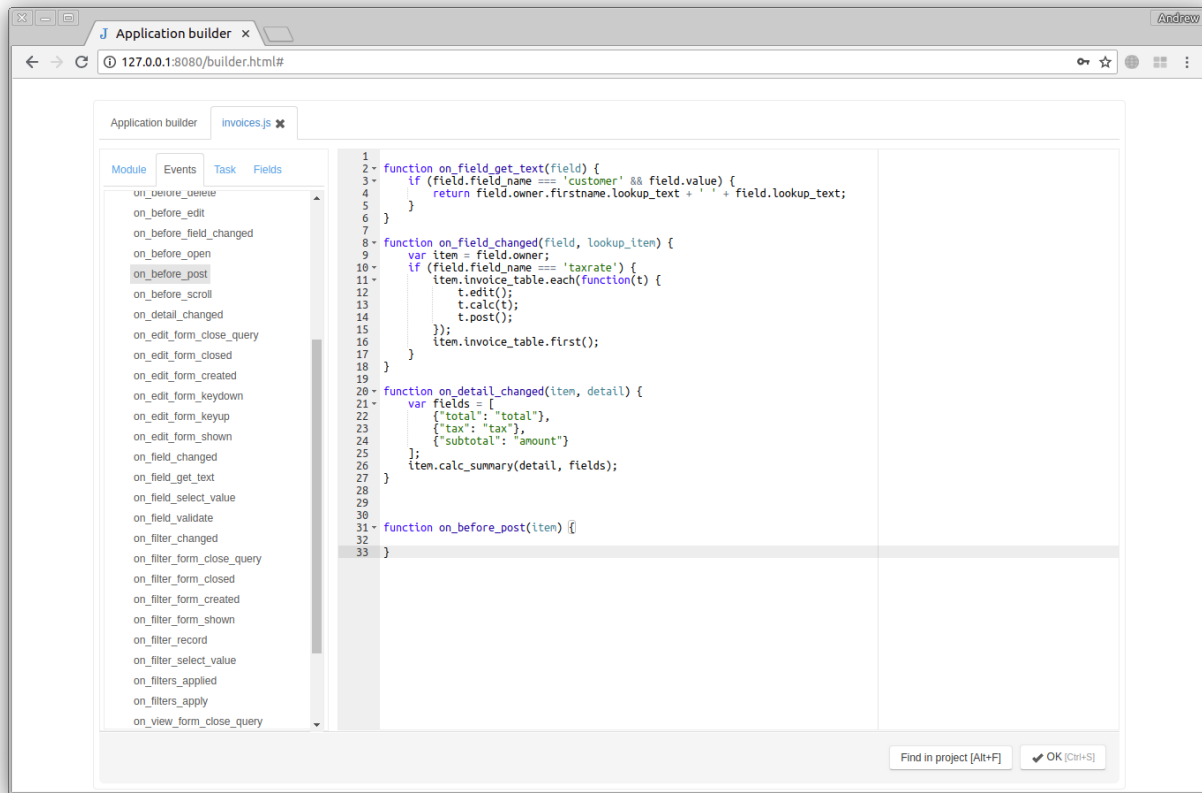 Andrew
Application builder ×
127.0.0.1:8080/builder.html#
Application builder
invoices.js
Module Events Task Fields
on_before_delete
on_before_edit
on_before_field_changed
on_before_open
on_before_post
on_before_scroll
on_detail_changed
on_edit_form_close_query
on_edit_form_closed
on_edit_form_created
on_edit_form_keydown
on_edit_form_keyup
on_edit_form_shown
on_field_changed
on_field_get_text
on_field_select_value
on_field_validate
on_filter_changed
on_filter_form_close_query
on_filter_form_closed
on_filter_form_created
on_filter_form_shown
on_filter_record
on_filter_select_value
on_filters_applied
on_filters_apply
on_view_form_close_query
1
2 function on_field_get_text(field) {
3     if (field.field_name === 'customer' && field.value) {
4         return field.owner.firstname.lookup_text + ' ' + field.lookup_text;
5     }
6 }
7
8 function on_field_changed(field, lookup_item) {
9     var item = field.owner;
10     if (field.field_name === 'taxrate') {
11         item.invoice_table.each(function(t) {
12             t.edit();
13             t.calc(t);
14             t.post();
15         });
16         item.invoice_table.first();
17     }
18 }
19
20 function on_detail_changed(item, detail) {
21     var fields = [
22         {"total": "total"},
23         {"tax": "tax"},
24         {"subtotal": "amount"}
25     ];
26     item.calc_summary(detail, fields);
27 }
28
29
30
31 function on_before_post(item) {
32
33 }
Find in project [Alt+F]
OK [Ctrl+S]